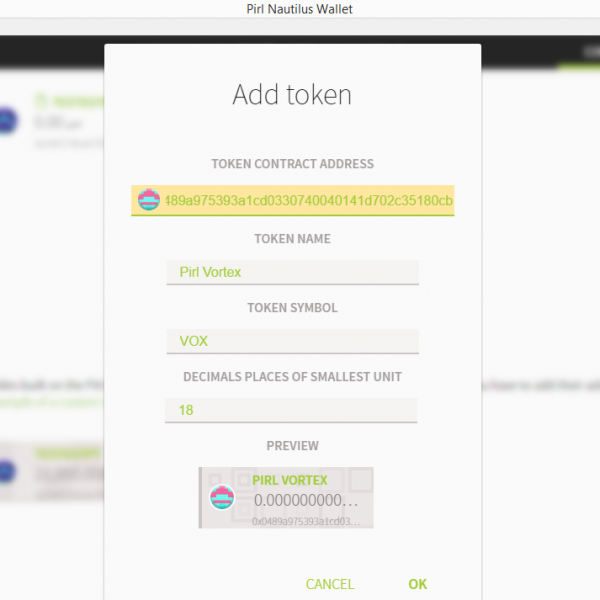 Pirl Nautilus Wallet
Add token
TOKEN CONTRACT ADDRESS
489a975393a1cd0330740040141d702c35180cb
TOKEN NAME
Pirl Vortex
TOKEN SYMBOL
VOX
DECIMALS PLACES OF SMALLEST UNIT
18
PREVIEW
PIRL VORTEX
0.000000000…
0x0489a975393a1cd03…
CANCEL OK